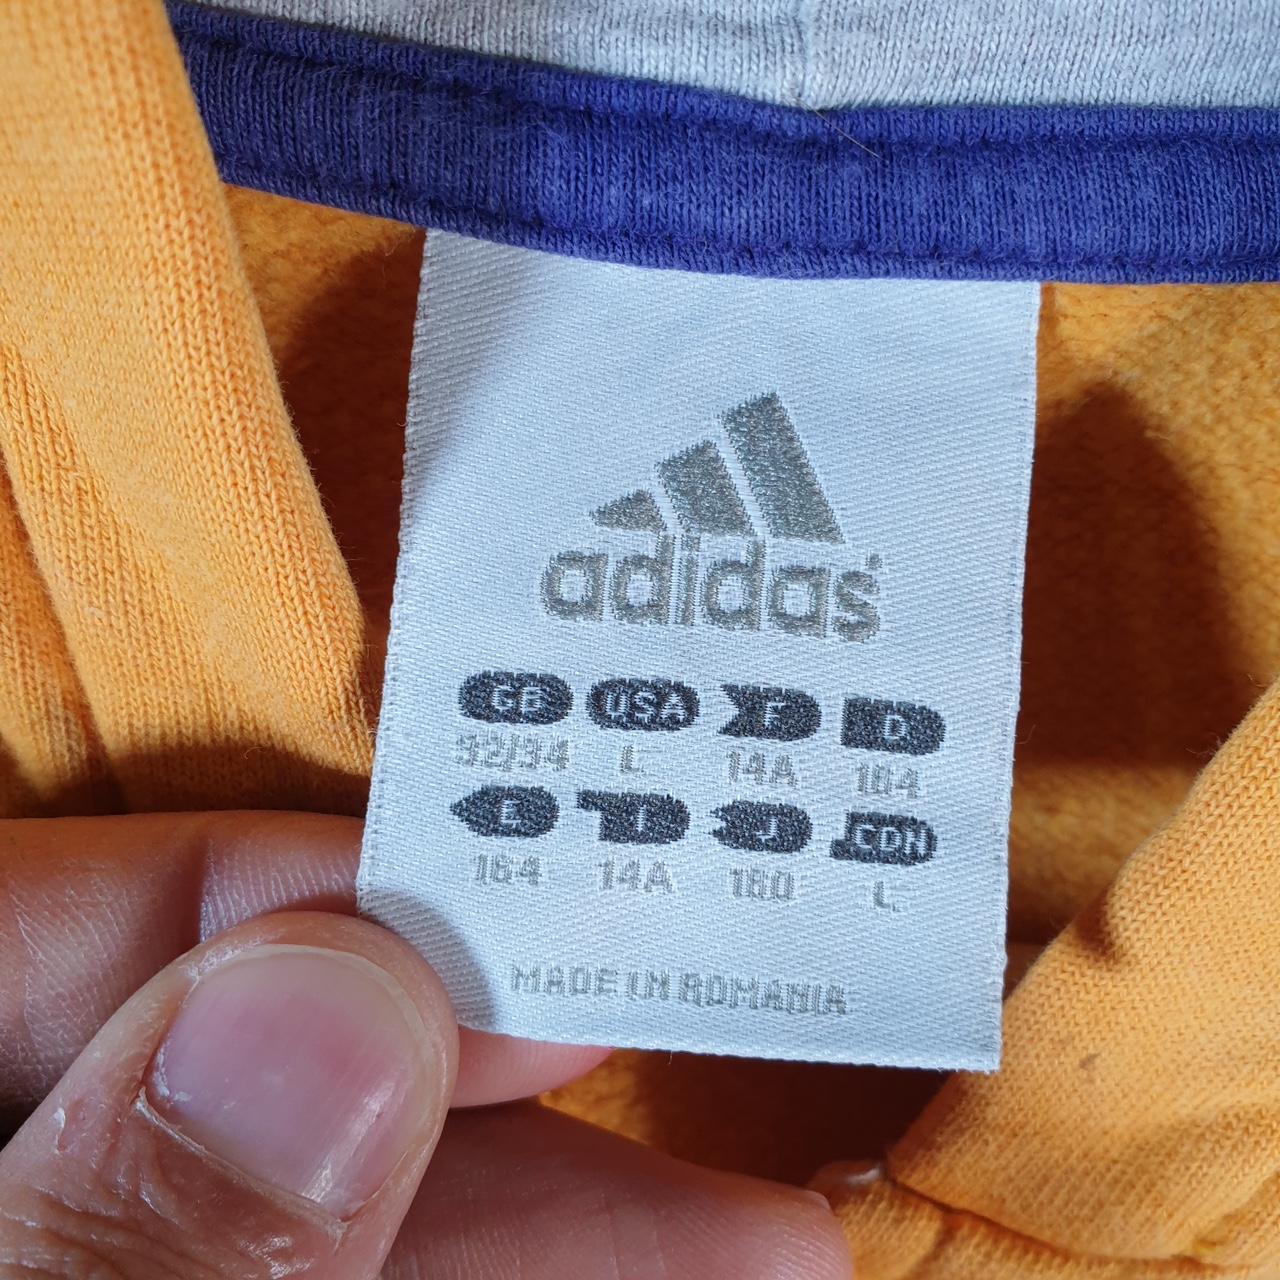 adidas
GB USA F D
32/34 L 14A 164
E I J CDN
164 14A 160 L
MADE IN ROMANIA